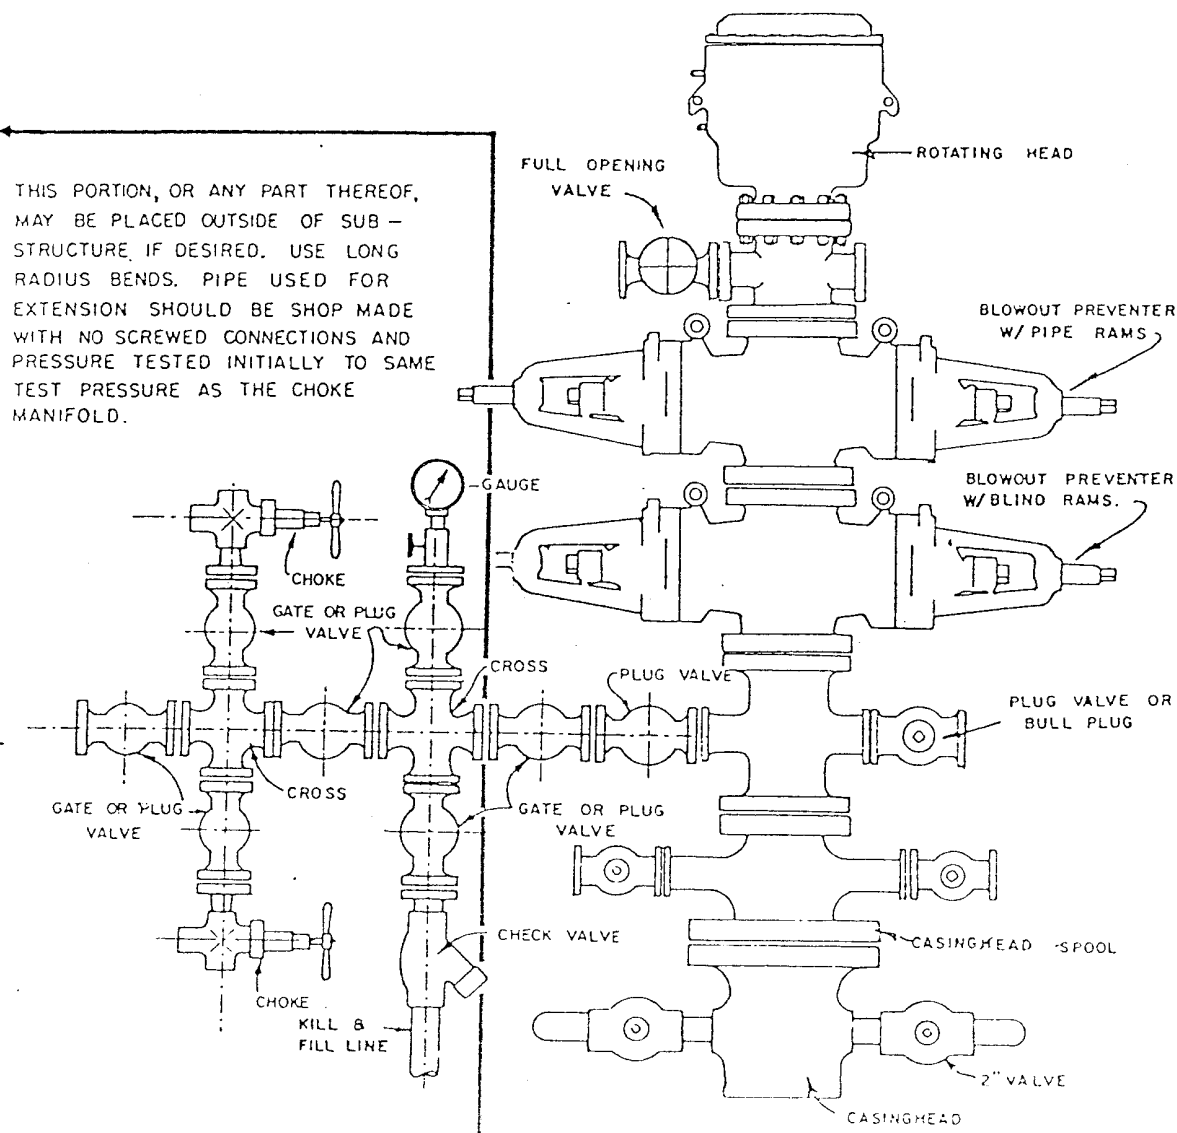 ROTATING HEAD
FULL OPENING
VALVE
THIS PORTION, OR ANY PART THEREOF,
MAY BE PLACED OUTSIDE OF SUB-
STRUCTURE IF DESIRED. USE LONG
RADIUS BENDS. PIPE USED FOR
EXTENSION SHOULD BE SHOP MADE
WITH NO SCREWED CONNECTIONS AND
PRESSURE TESTED INITIALLY TO SAME
TEST PRESSURE AS THE CHOKE
MANIFOLD.
BLOWOUT PREVENTER
W/ PIPE RAMS
GAUGE
BLOWOUT PREVENTER
W/BLIND RAMS.
CHOKE
GATE OR PLUG
VALVE
CROSS
PLUG VALVE
PLUG VALVE OR
BULL PLUG
CROSS
GATE OR PLUG
VALVE
GATE OR PLUG
VALVE
CHECK VALVE
CASINGHEAD SPOOL
CHOKE
KILL &
FILL LINE
2" VALVE
CASINGHEAD